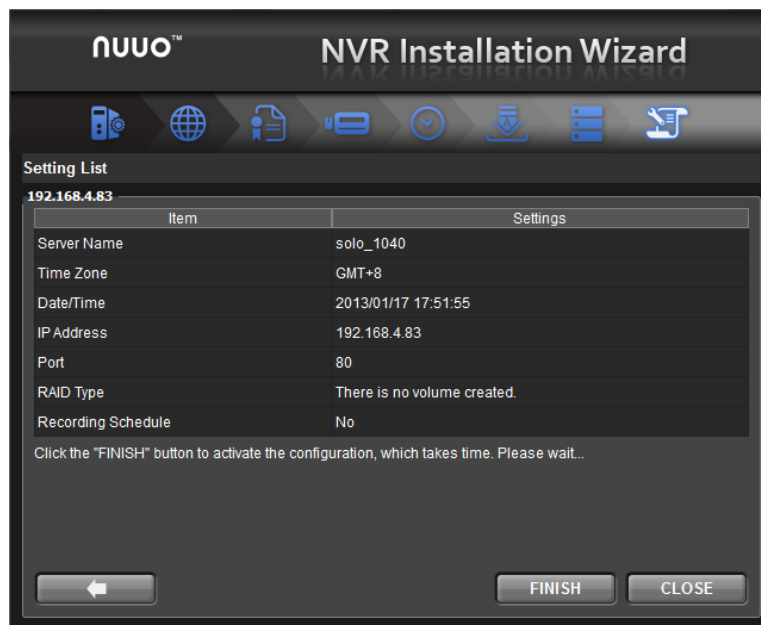 nuuo™
NVR Installation Wizard
Setting List
192.168.4.83
Item Settings
Server Name solo_1040
Time Zone GMT+8
Date/Time 2013/01/17 17:51:55
IP Address 192.168.4.83
Port 80
RAID Type There is no volume created.
Recording Schedule No
Click the "FINISH" button to activate the configuration, which takes time. Please wait...
FINISH CLOSE